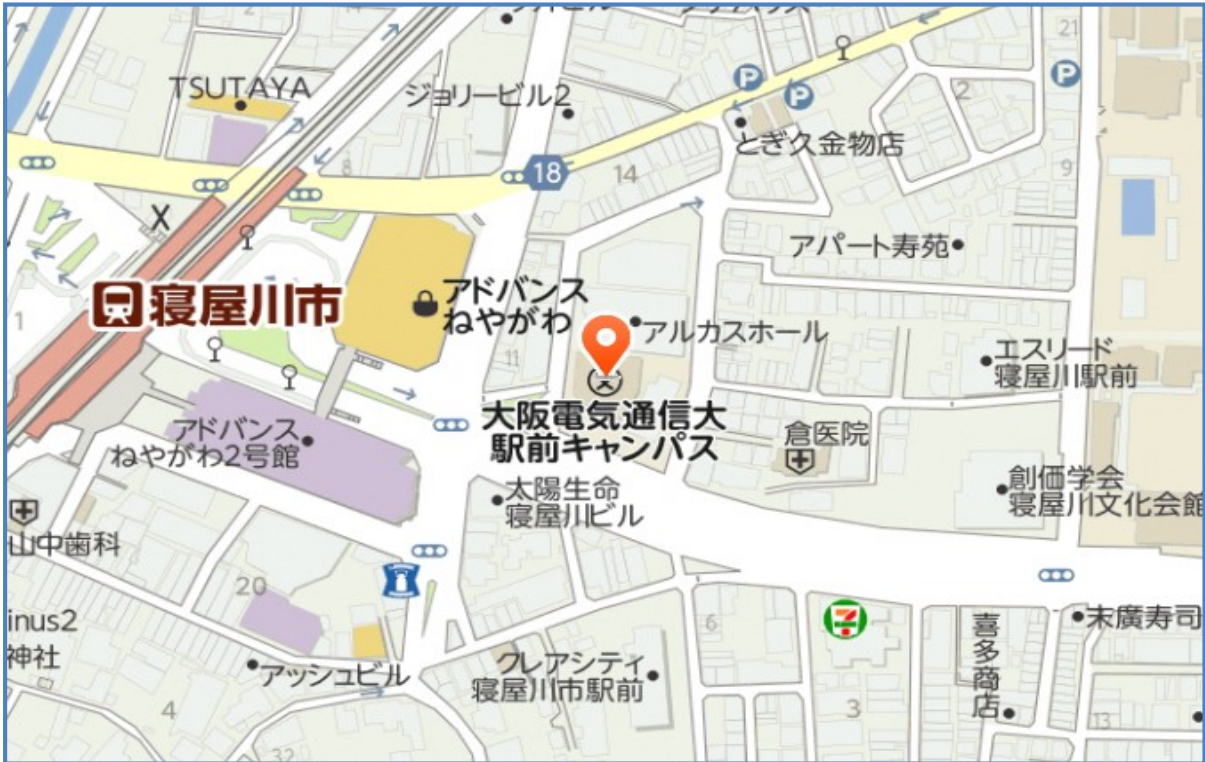 TSUTAYA
ジョリービル2
P
P
P
21
2
とぎ久金物店
18
14
8
9
アパート寿苑
寝屋川市
アドバンス
ねやがわ
1
11
アルカスホール
エスリード
寝屋川駅前
大阪電気通信大
駅前キャンパス
アドバンス
ねやがわ2号館
倉医院
太陽生命
寝屋川ビル
創価学会
寝屋川文化会館
山中歯科
20
7
inus2
神社
6
末廣寿司
喜多商店
アッシュビル
クレアシティ
寝屋川市駅前
4
3
13
32